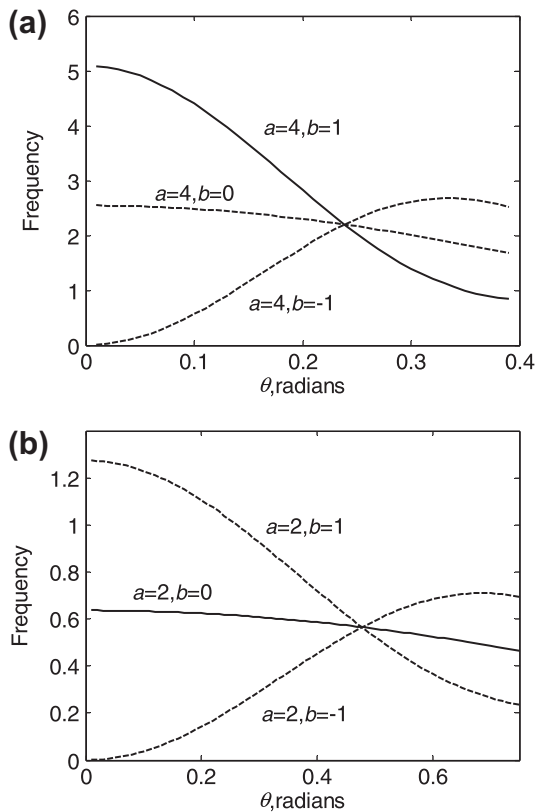 (a)
6
5
4
3
2
1
0
Frequency
a=4,b=1
a=4,b=0
a=4,b=-1
0 0.1 0.2 0.3 0.4
θ,radians
(b)
1.2
1
0.8
0.6
0.4
0.2
0
Frequency
a=2,b=1
a=2,b=0
a=2,b=-1
0 0.2 0.4 0.6
θ,radians